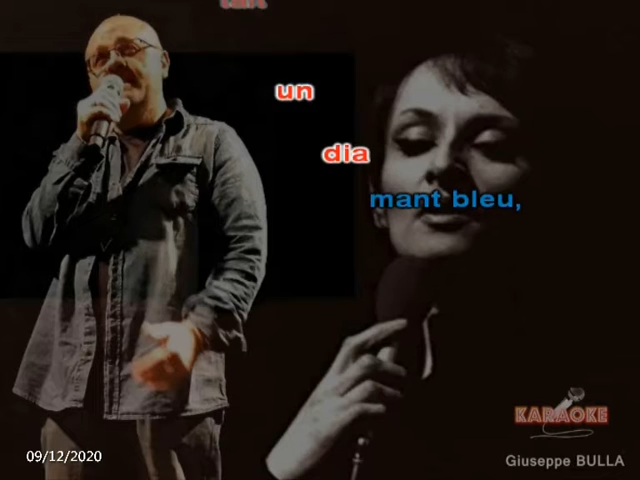 un
dia
mant bleu,
KARAOKE
09/12/2020
Giuseppe BULLA